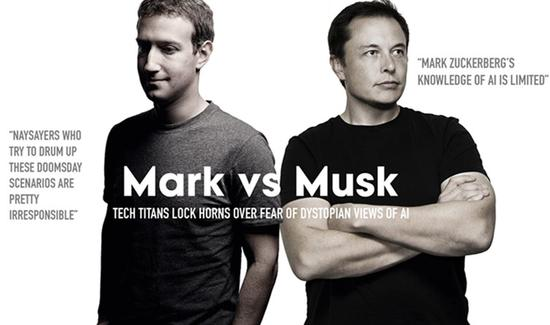 "MARK ZUCKERBERG'S
KNOWLEDGE OF AI IS LIMITED"
"NAYSAYERS WHO
TRY TO DRUM UP
THESE DOOMSDAY
SCENARIOS ARE
PRETTY
IRRESPONSIBLE"
Mark vs Musk
TECH TITANS LOCK HORNS OVER FEAR OF DYSTOPIAN VIEWS OF AI